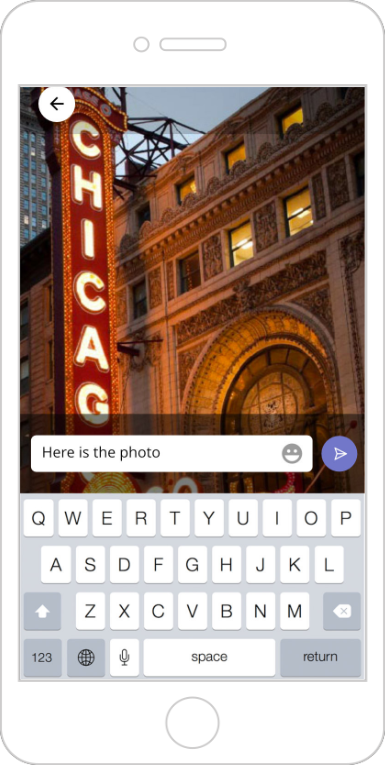 CHICAG
Here is the photo
Q W E R T Y U I O P
A S D F G H J K L
Z X C V B N M
123 space return